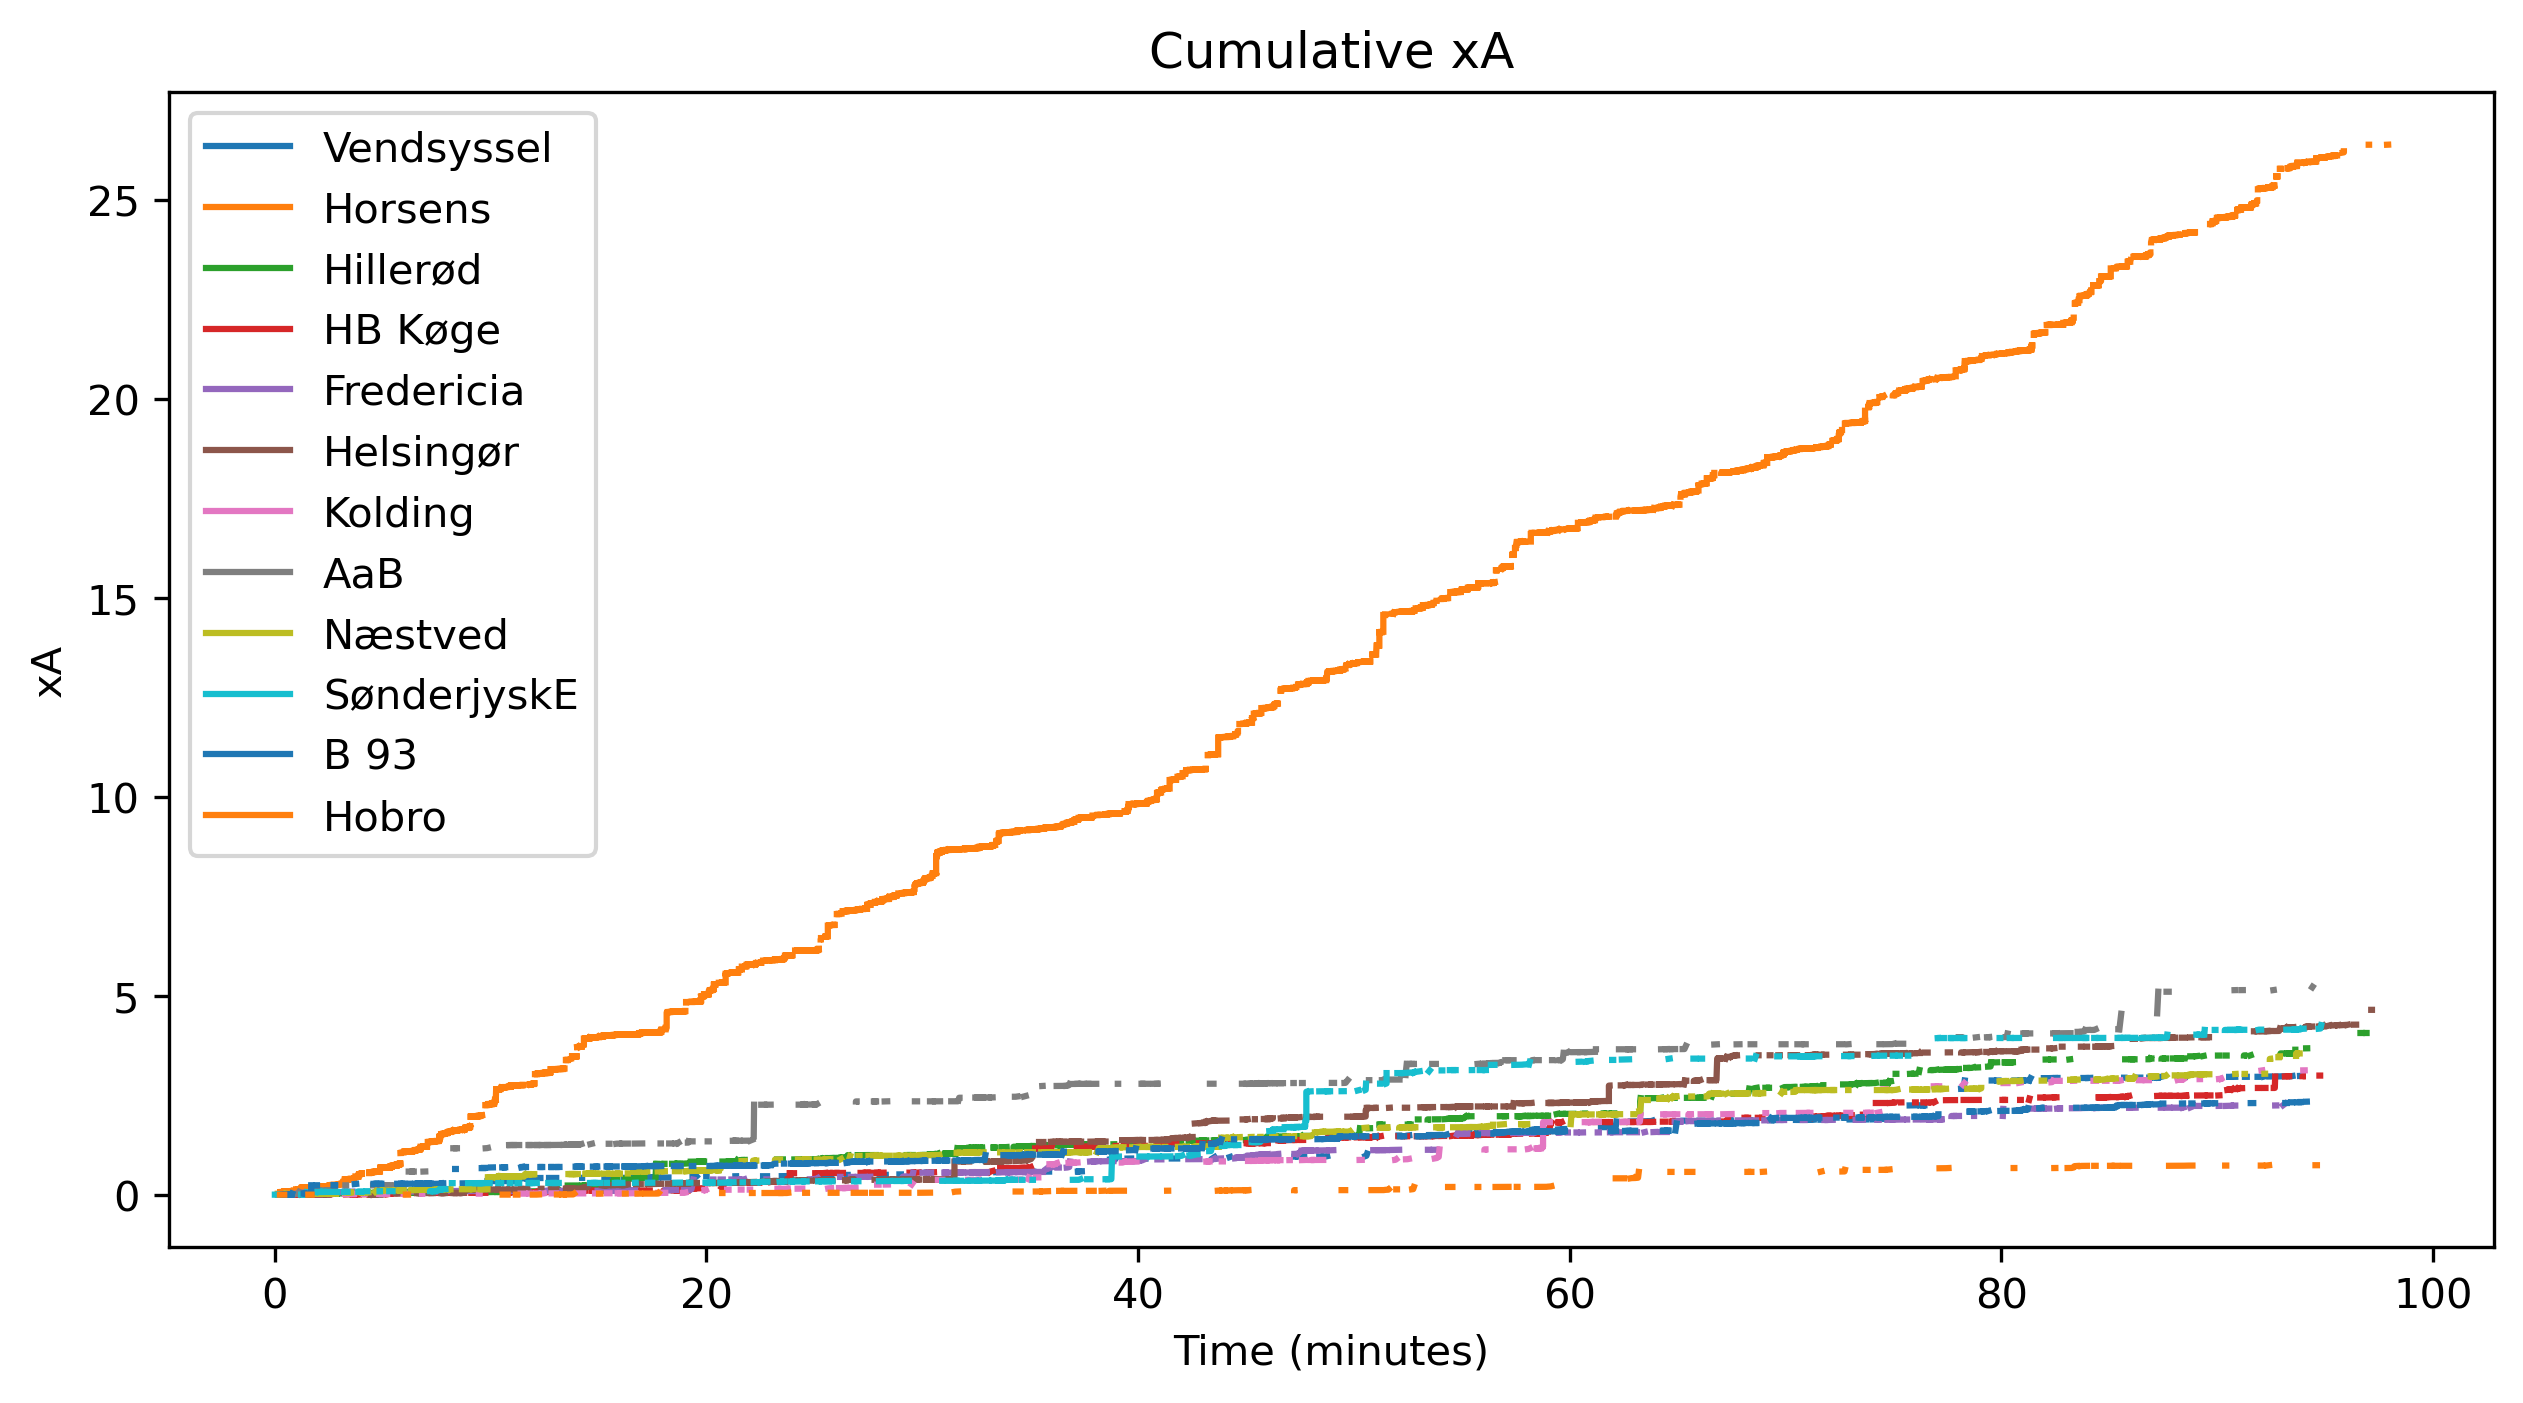 Cumulative xA
Vendsyssel
Horsens
Hillerød
HB Køge
Fredericia
Helsingør
Kolding
AaB
Næstved
SønderjyskE
B 93
Hobro
25
20
15
10
5
0
xA
0 20 40 60 80 100
Time (minutes)